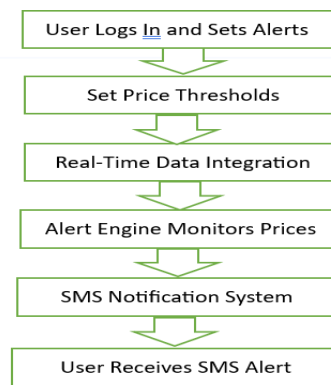 User Logs In and Sets Alerts
Set Price Thresholds
Real-Time Data Integration
Alert Engine Monitors Prices
SMS Notification System
User Receives SMS Alert